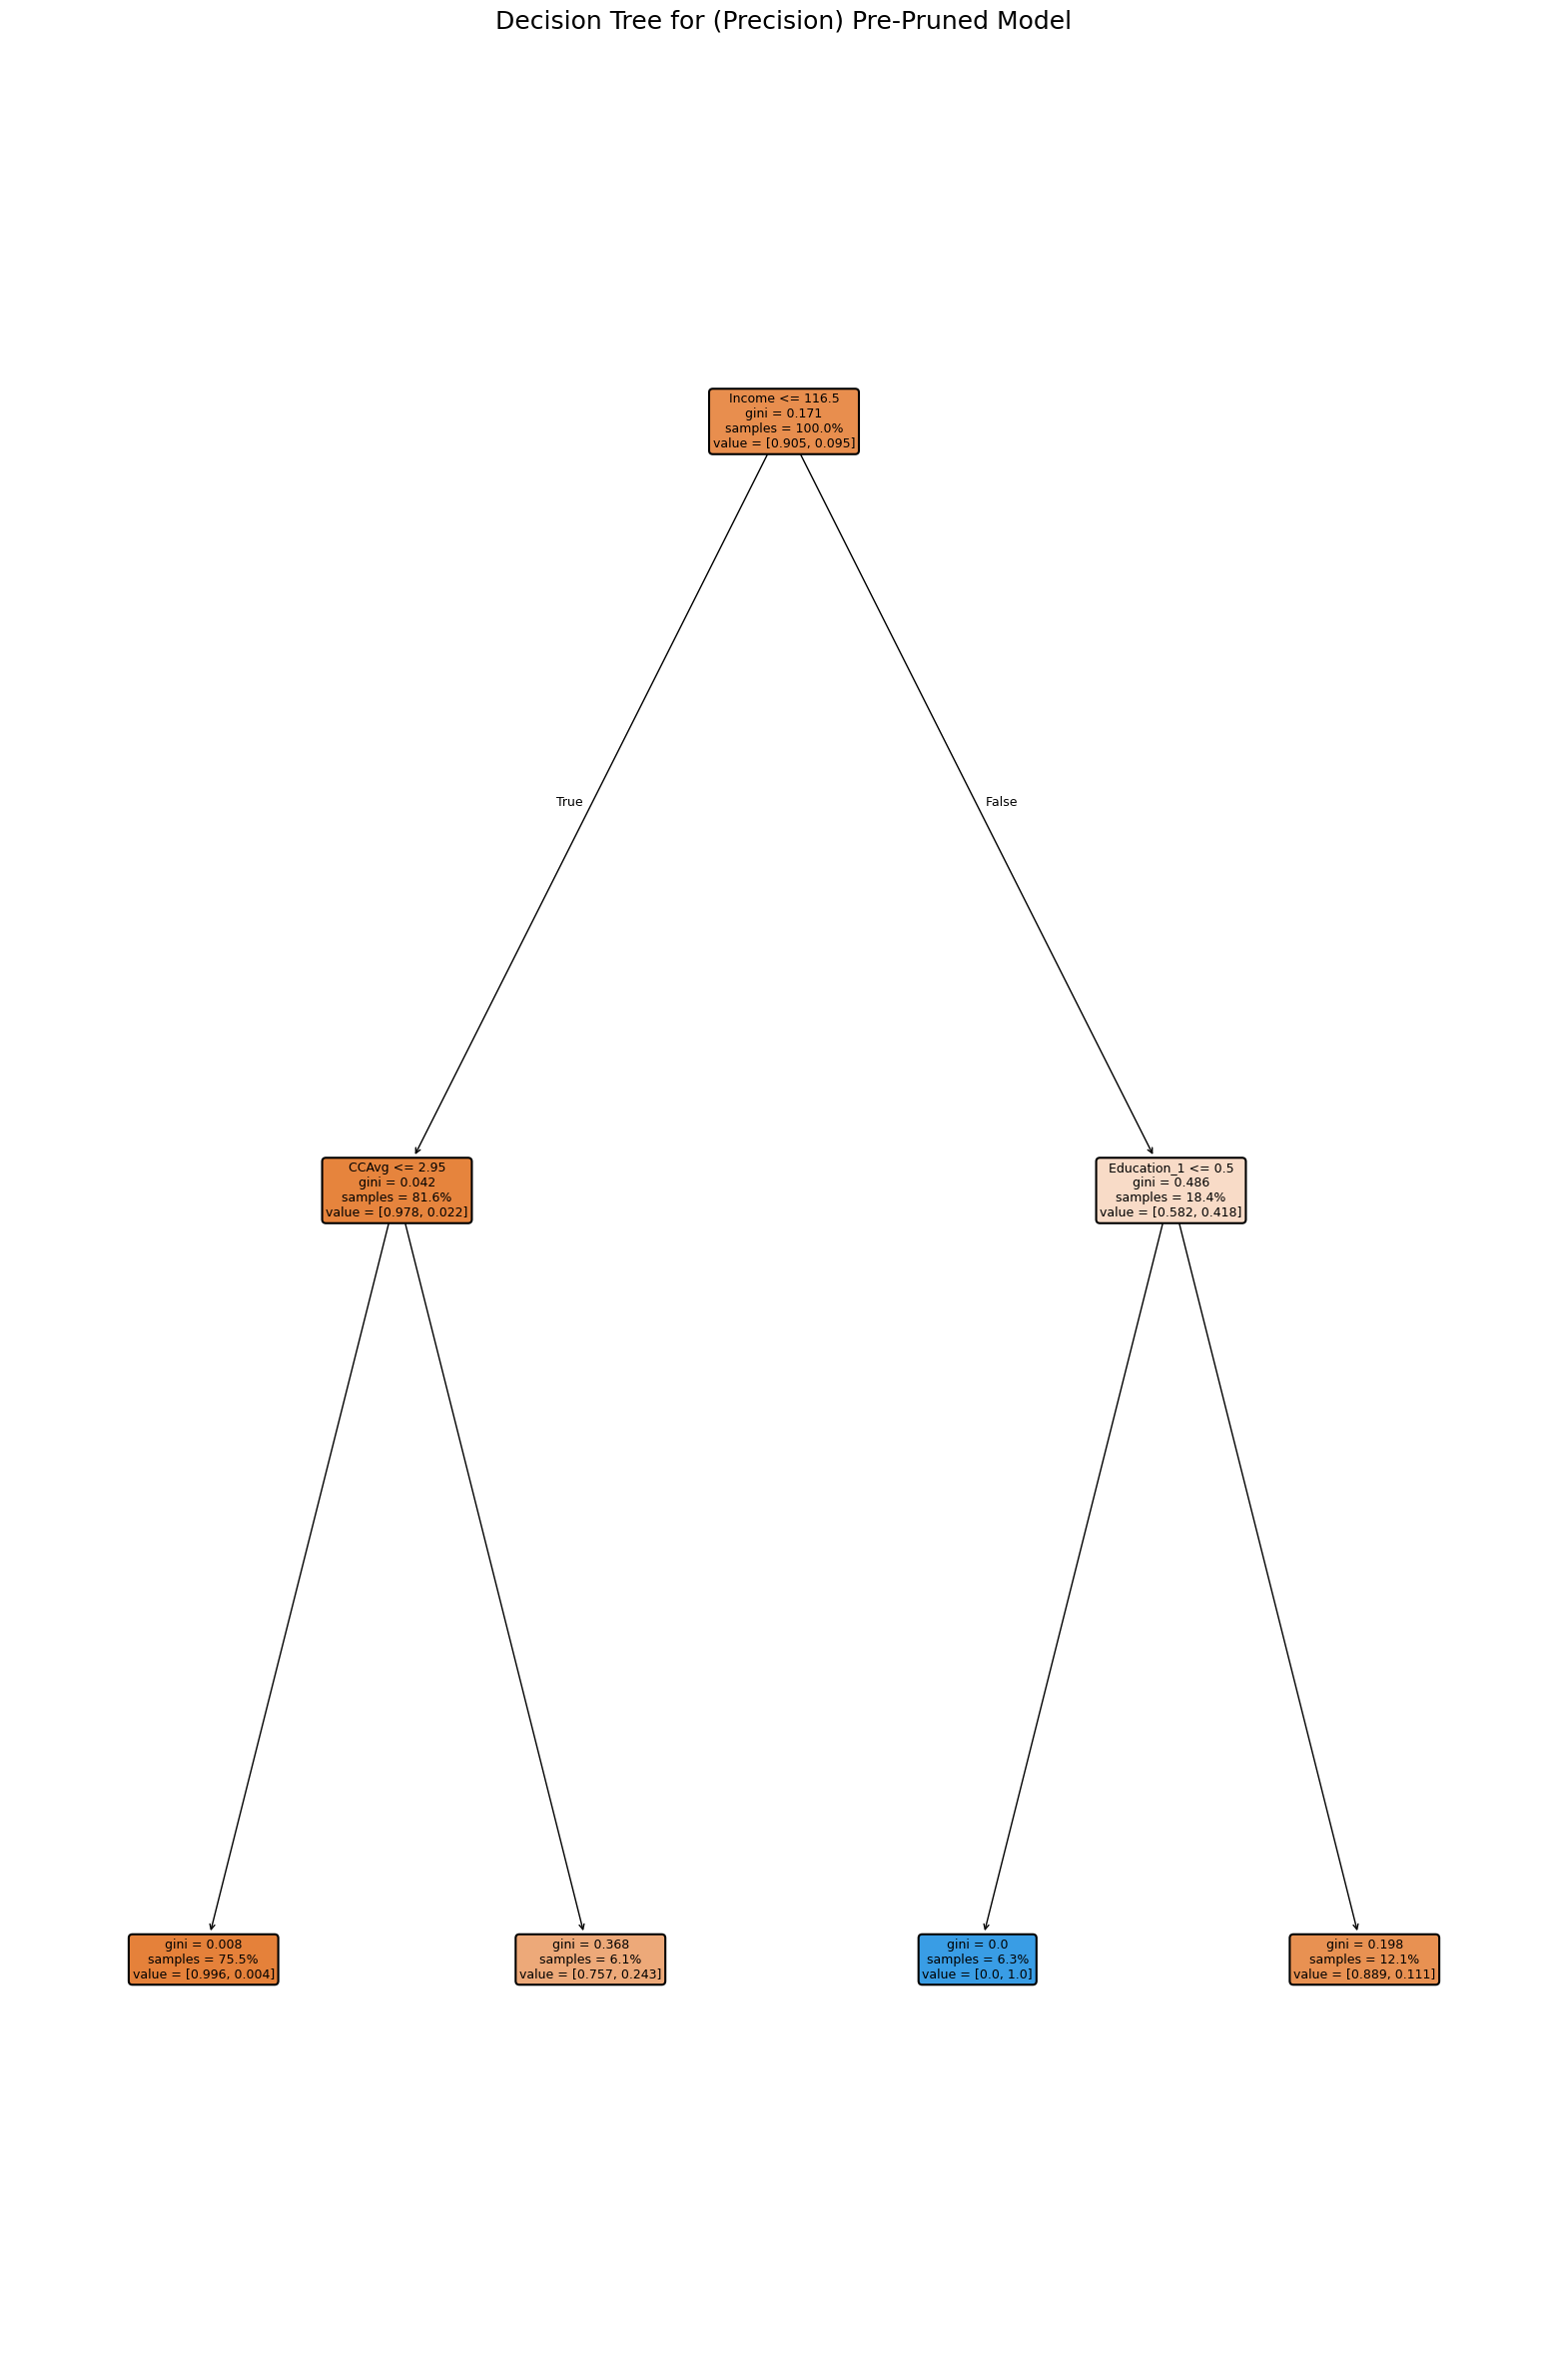 Decision Tree for (Precision) Pre-Pruned Model
Income <= 116.5
gini = 0.171
samples = 100.0%
value = [0.905, 0.095]
True
False
CCAvg <= 2.95
gini = 0.042
samples = 81.6%
value = [0.978, 0.022]
Education_1 <= 0.5
gini = 0.486
samples = 18.4%
value = [0.582, 0.418]
gini = 0.008
samples = 75.5%
value = [0.996, 0.004]
gini = 0.368
samples = 6.1%
value = [0.757, 0.243]
gini = 0.0
samples = 6.3%
value = [0.0, 1.0]
gini = 0.198
samples = 12.1%
value = [0.889, 0.111]